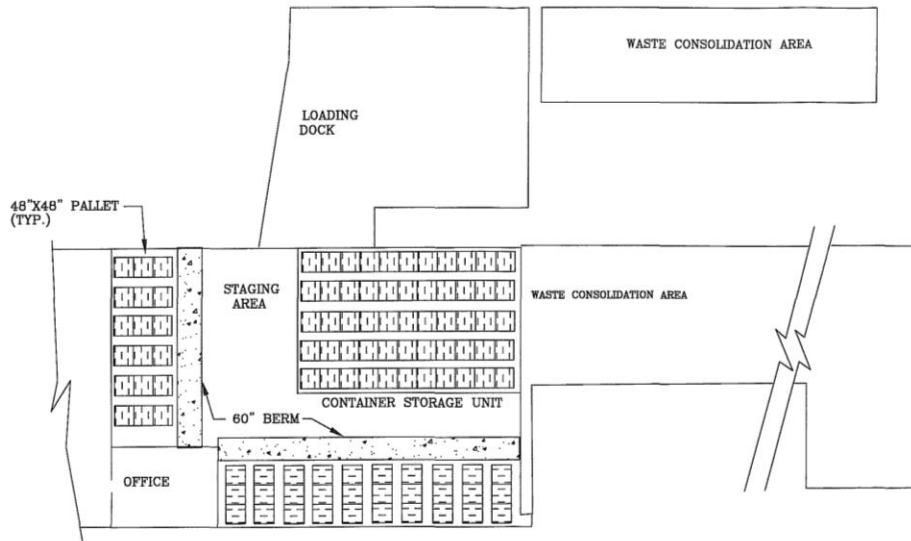 WASTE CONSOLIDATION AREA
LOADING
DOCK
48"X48" PALLET
(TYP.)
STAGING
AREA
WASTE CONSOLIDATION AREA
CONTAINER STORAGE UNIT
60" BERM
OFFICE